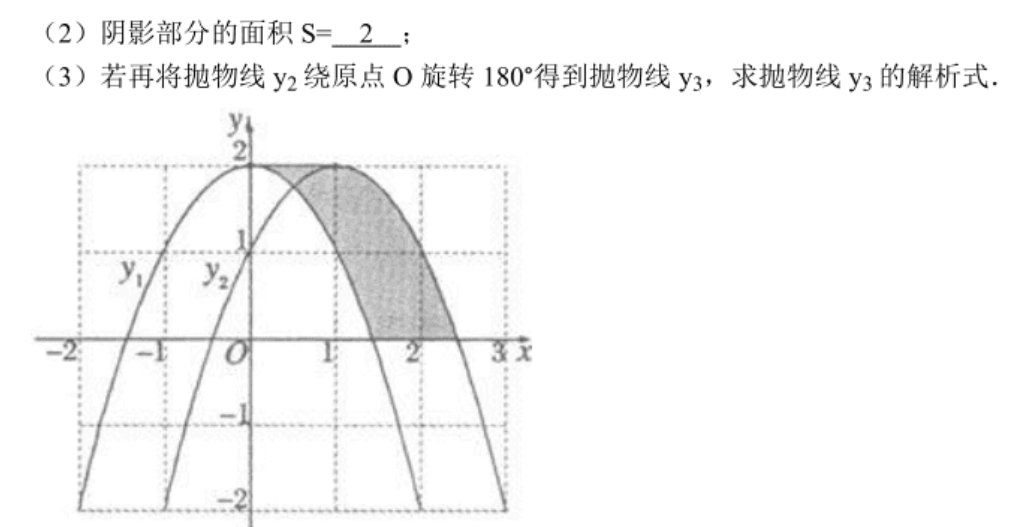 （2）阴影部分的面积 S= 2 ；
（3）若再将抛物线 y₂ 绕原点 O 旋转 180°得到抛物线 y₃，求抛物线 y₃ 的解析式．
y
2
1
y₁
y₂
-2
-1
O
1
2
3
x
-1
-2